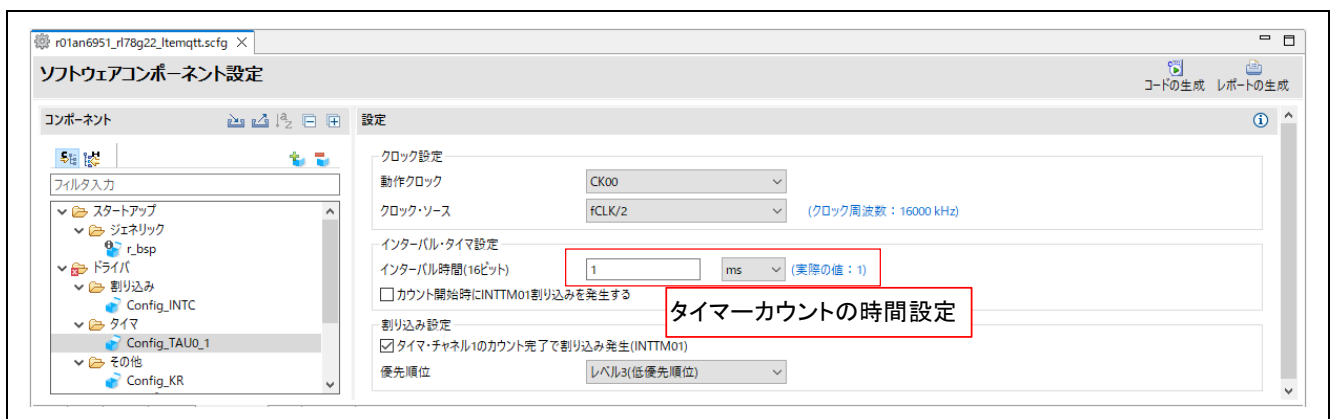 r01an6951_rl78g22_ltemqtt.scfg
ソフトウェアコンポーネント設定
コードの生成 レポートの生成
コンポーネント
設定
フィルタ入力
スタートアップ
ジェネリック
r_bsp
ドライバ
割り込み
Config_INTC
タイマ
Config_TAU0_1
その他
Config_KR
クロック設定
動作クロック CK00
クロック・ソース fCLK/2 (クロック周波数：16000 kHz)
インターバル・タイマ設定
インターバル時間(16ビット) 1 ms (実際の値：1)
カウント開始時にINTTM01割り込みを発生する
タイマーカウントの時間設定
割り込み設定
タイマ・チャネル1のカウント完了で割り込み発生(INTTM01)
優先順位 レベル3(低優先順位)